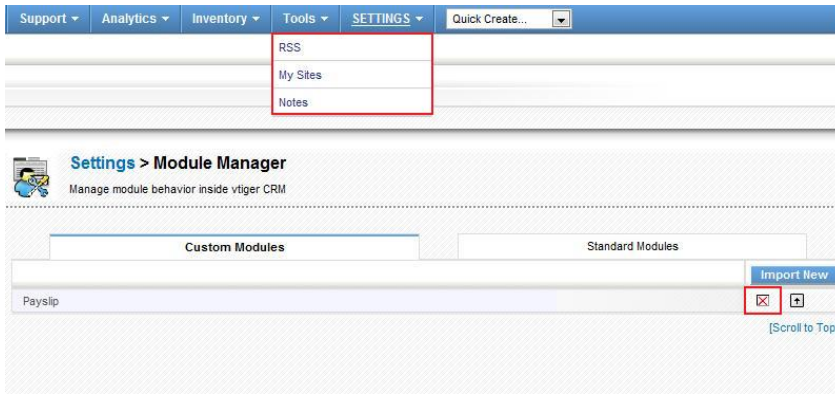 Support Analytics Inventory Tools SETTINGS Quick Create...
RSS
My Sites
Notes
Settings > Module Manager
Manage module behavior inside vtiger CRM
Custom Modules Standard Modules
Import New
Payslip
[Scroll to Top